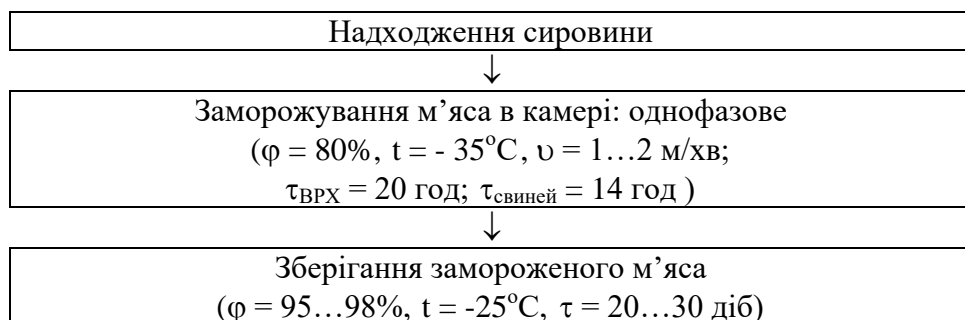 Надходження сировини
↓
Заморожування м’яса в камері: однофазове
(φ = 80%, t = - 35°С, υ = 1…2 м/хв;
τВРХ = 20 год; τсвиней = 14 год )
↓
Зберігання замороженого м’яса
(φ = 95…98%, t = -25°С, τ = 20…30 діб)